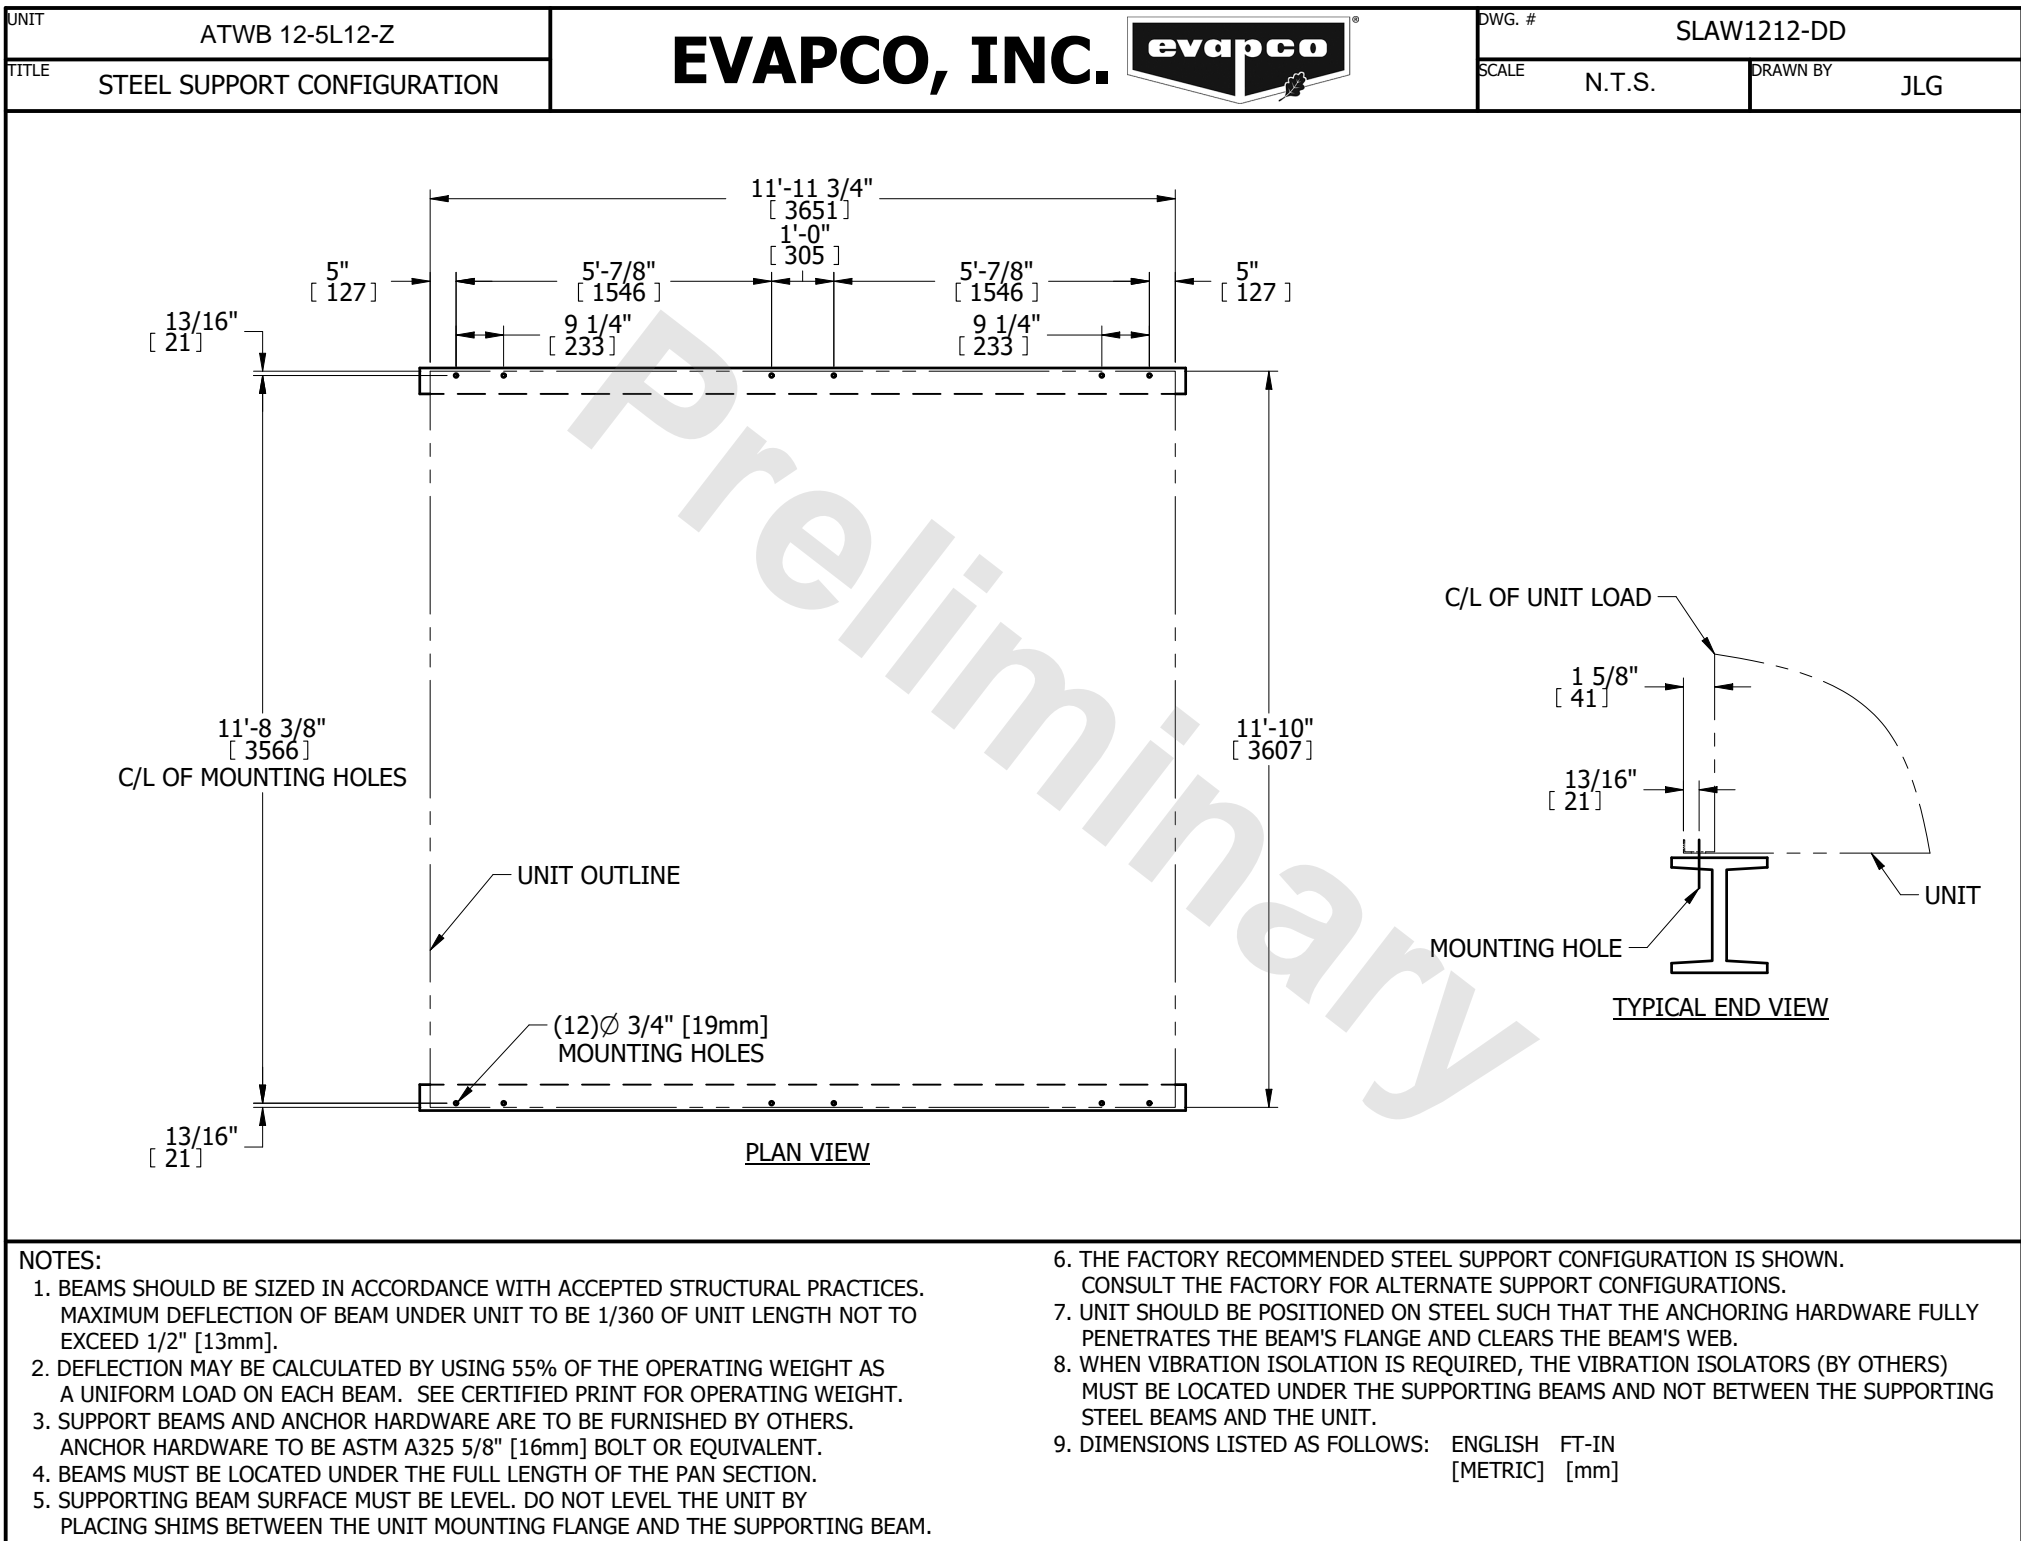 UNIT
ATWB 12-5L12-Z
TITLE
STEEL SUPPORT CONFIGURATION
EVAPCO, INC.
evapco
®
DWG. #
SLAW1212-DD
SCALE
N.T.S.
DRAWN BY
JLG
11'-11 3/4"
[ 3651]
1'-0"
[ 305 ]
5"
[ 127]
5'-7/8"
[ 1546 ]
5'-7/8"
[ 1546 ]
5"
[ 127 ]
13/16"
[ 21]
9 1/4"
[ 233]
9 1/4"
[ 233 ]
Preliminary
11'-8 3/8"
[ 3566]
C/L OF MOUNTING HOLES
11'-10"
[ 3607]
UNIT OUTLINE
(12)∅ 3/4" [19mm]
MOUNTING HOLES
13/16"
[ 21]
PLAN VIEW
C/L OF UNIT LOAD
1 5/8"
[ 41]
13/16"
[ 21]
UNIT
MOUNTING HOLE
TYPICAL END VIEW
NOTES:
1. BEAMS SHOULD BE SIZED IN ACCORDANCE WITH ACCEPTED STRUCTURAL PRACTICES.
MAXIMUM DEFLECTION OF BEAM UNDER UNIT TO BE 1/360 OF UNIT LENGTH NOT TO
EXCEED 1/2" [13mm].
2. DEFLECTION MAY BE CALCULATED BY USING 55% OF THE OPERATING WEIGHT AS
A UNIFORM LOAD ON EACH BEAM.  SEE CERTIFIED PRINT FOR OPERATING WEIGHT.
3. SUPPORT BEAMS AND ANCHOR HARDWARE ARE TO BE FURNISHED BY OTHERS.
ANCHOR HARDWARE TO BE ASTM A325 5/8" [16mm] BOLT OR EQUIVALENT.
4. BEAMS MUST BE LOCATED UNDER THE FULL LENGTH OF THE PAN SECTION.
5. SUPPORTING BEAM SURFACE MUST BE LEVEL. DO NOT LEVEL THE UNIT BY
PLACING SHIMS BETWEEN THE UNIT MOUNTING FLANGE AND THE SUPPORTING BEAM.
6. THE FACTORY RECOMMENDED STEEL SUPPORT CONFIGURATION IS SHOWN.
CONSULT THE FACTORY FOR ALTERNATE SUPPORT CONFIGURATIONS.
7. UNIT SHOULD BE POSITIONED ON STEEL SUCH THAT THE ANCHORING HARDWARE FULLY
PENETRATES THE BEAM'S FLANGE AND CLEARS THE BEAM'S WEB.
8. WHEN VIBRATION ISOLATION IS REQUIRED, THE VIBRATION ISOLATORS (BY OTHERS)
MUST BE LOCATED UNDER THE SUPPORTING BEAMS AND NOT BETWEEN THE SUPPORTING
STEEL BEAMS AND THE UNIT.
9. DIMENSIONS LISTED AS FOLLOWS:   ENGLISH   FT-IN
[METRIC]   [mm]